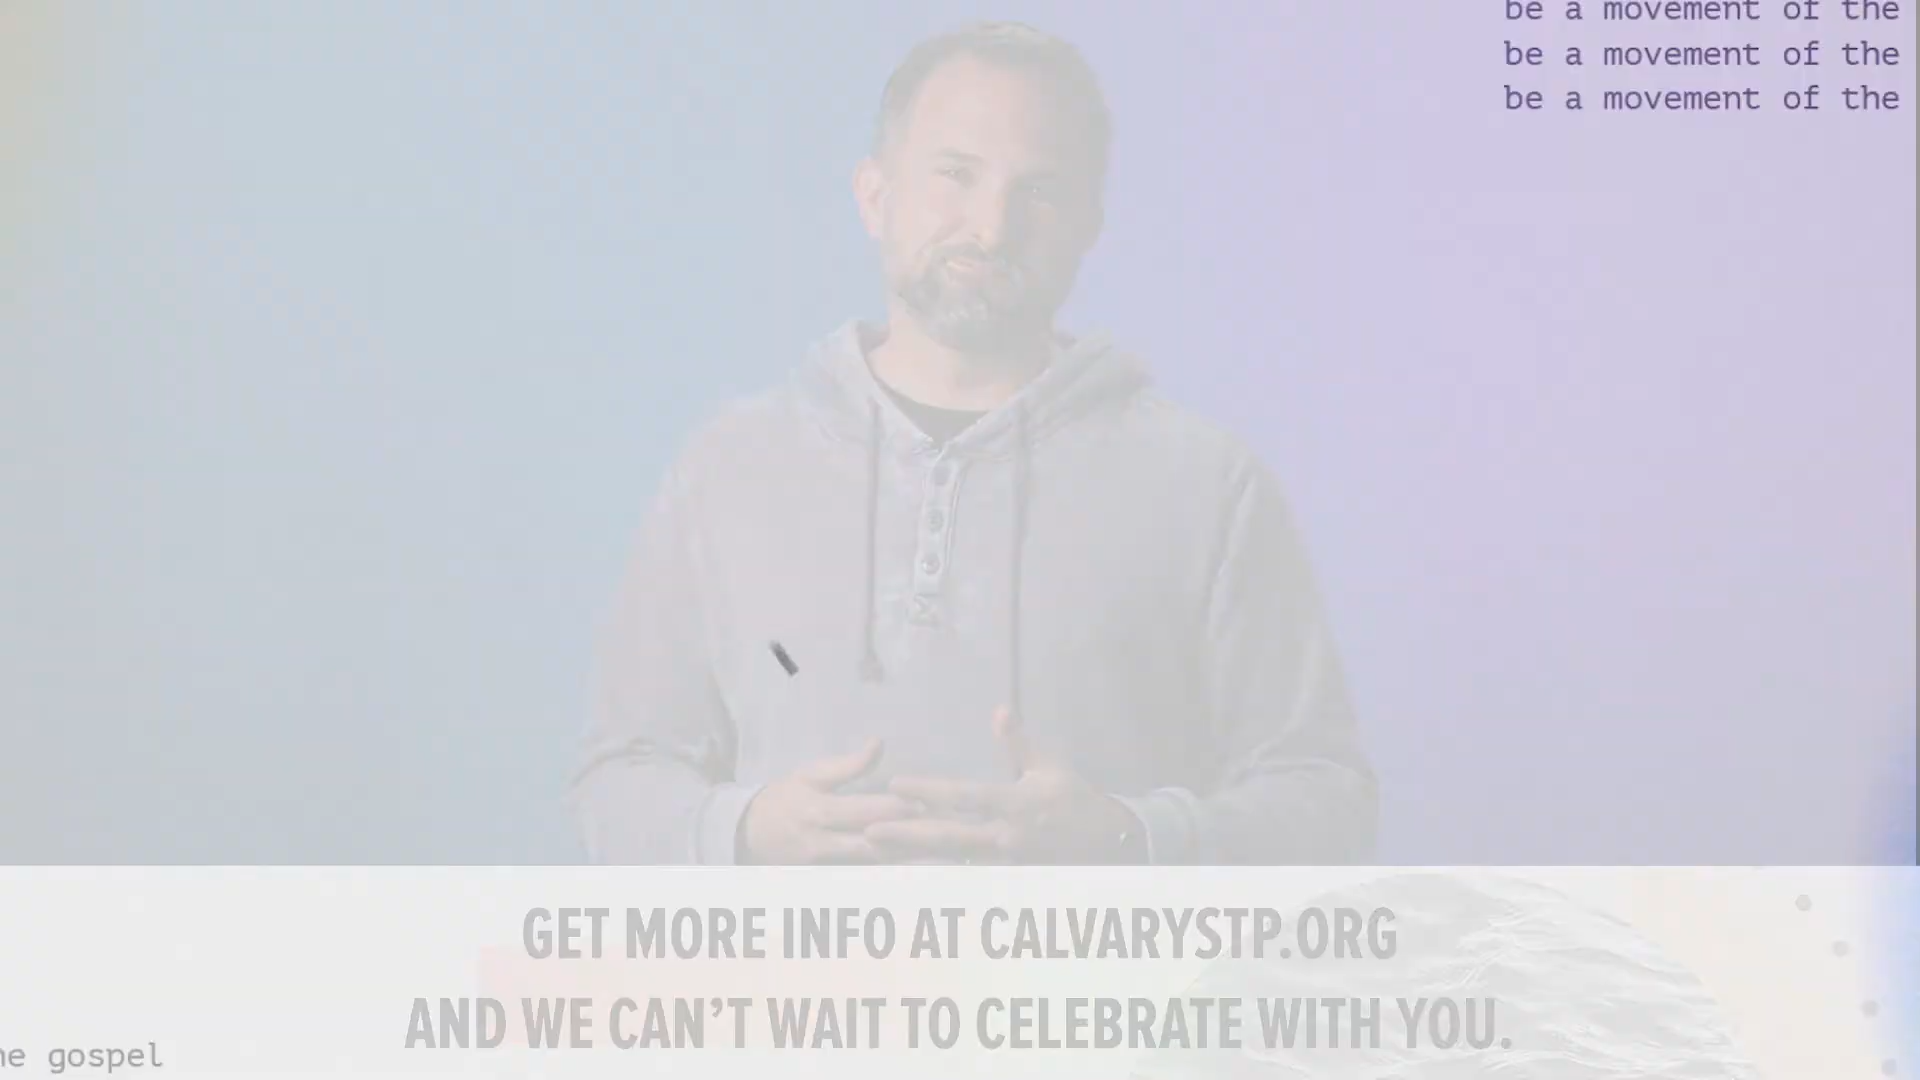 be a movement of the
be a movement of the
be a movement of the
GET MORE INFO AT CALVARYSTP.ORG
AND WE CAN'T WAIT TO CELEBRATE WITH YOU.
he gospel